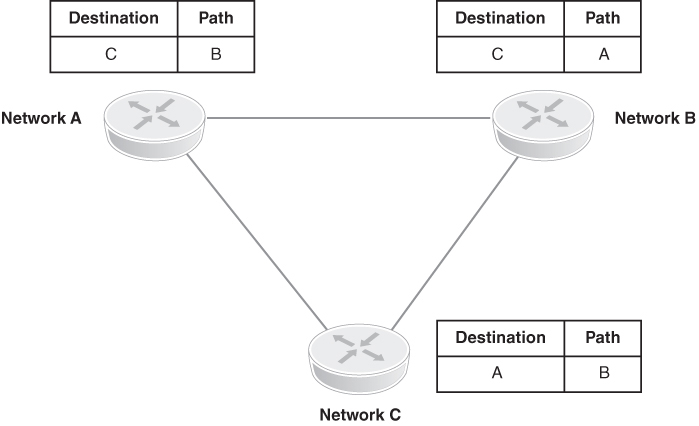 Destination Path
C B
Destination Path
C A
Network A
Network B
Destination Path
A B
Network C